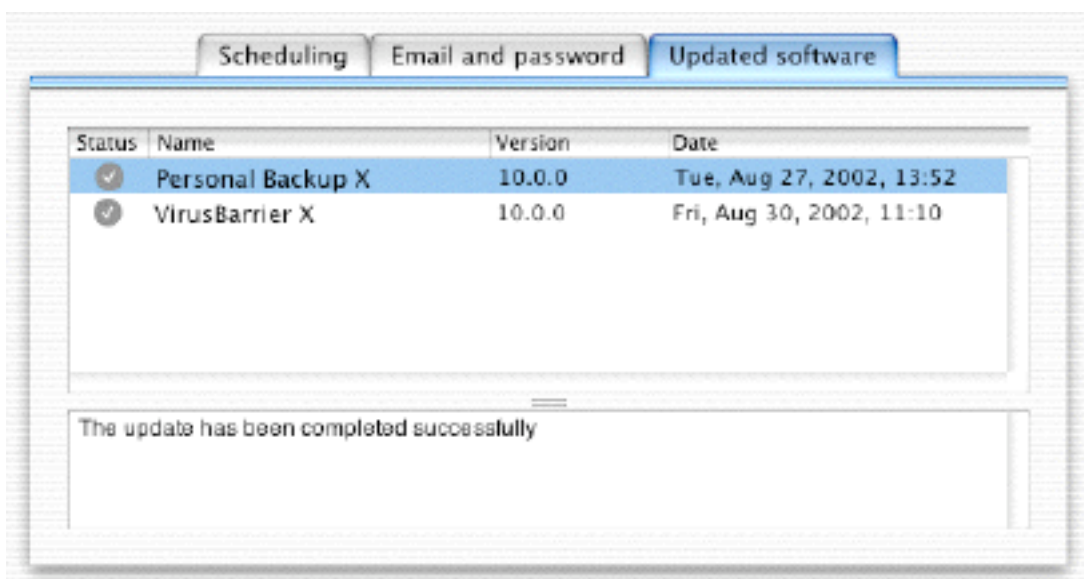 Scheduling Email and password Updated software
Status Name Version Date
Personal Backup X 10.0.0 Tue, Aug 27, 2002, 13:52
VirusBarrier X 10.0.0 Fri, Aug 30, 2002, 11:10
The update has been completed successfully